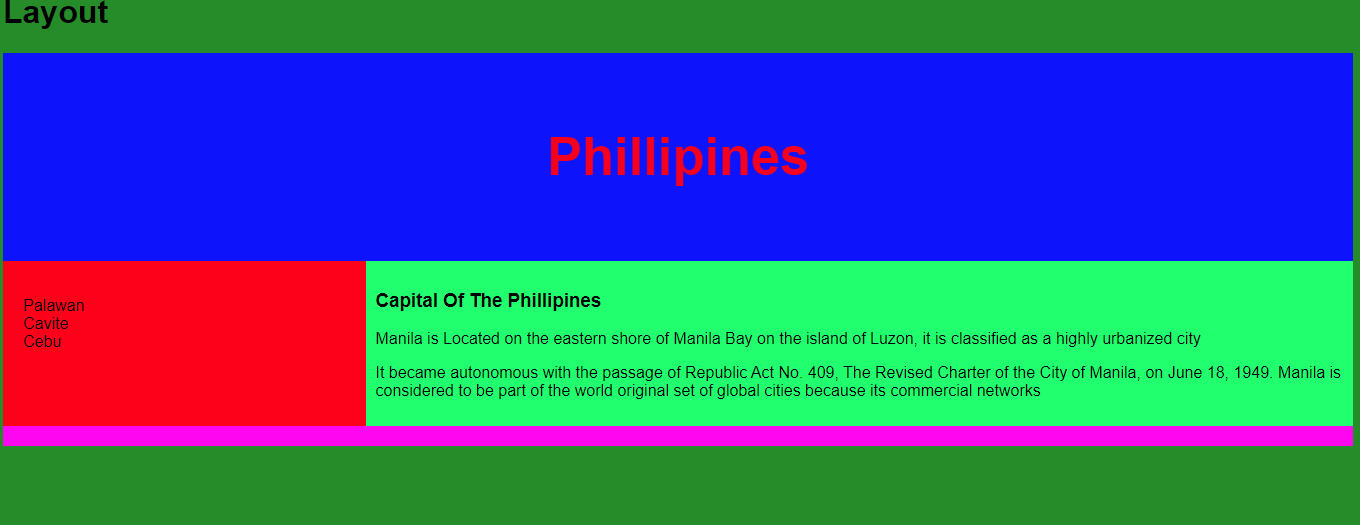 Layout
Phillipines
Palawan
Cavite
Cebu
Capital Of The Phillipines
Manila is Located on the eastern shore of Manila Bay on the island of Luzon, it is classified as a highly urbanized city
It became autonomous with the passage of Republic Act No. 409, The Revised Charter of the City of Manila, on June 18, 1949. Manila is
considered to be part of the world original set of global cities because its commercial networks